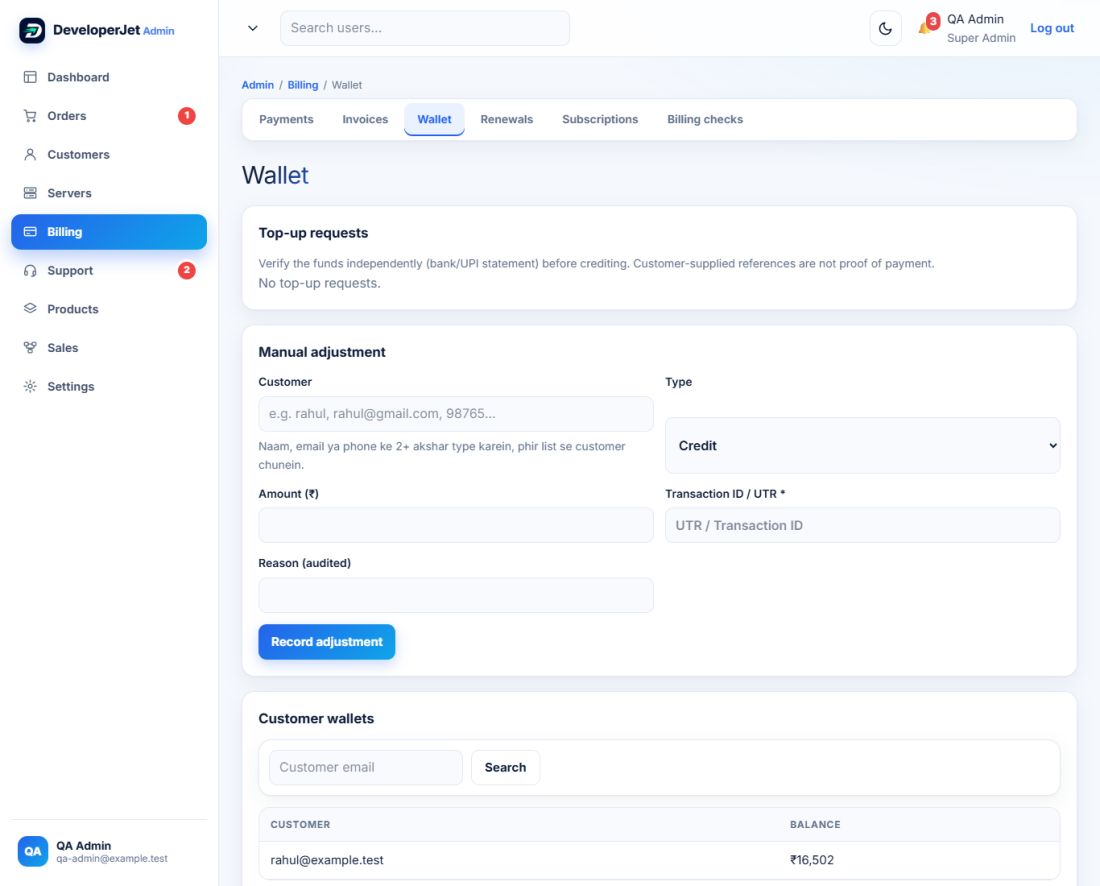 DeveloperJet Admin
Search users...
3
QA Admin
Super Admin
Log out
Dashboard
Orders 1
Customers
Servers
Billing
Support 2
Products
Sales
Settings
QA
QA Admin
qa-admin@example.test
Admin / Billing / Wallet
Payments Invoices Wallet Renewals Subscriptions Billing checks
Wallet
Top-up requests
Verify the funds independently (bank/UPI statement) before crediting. Customer-supplied references are not proof of payment.
No top-up requests.
Manual adjustment
Customer
Type
e.g. rahul, rahul@gmail.com, 98765...
Credit
Naam, email ya phone ke 2+ akshar type karein, phir list se customer
chunein.
Amount (₹)
Transaction ID / UTR *
UTR / Transaction ID
Reason (audited)
Record adjustment
Customer wallets
Customer email
Search
CUSTOMER BALANCE
rahul@example.test ₹16,502